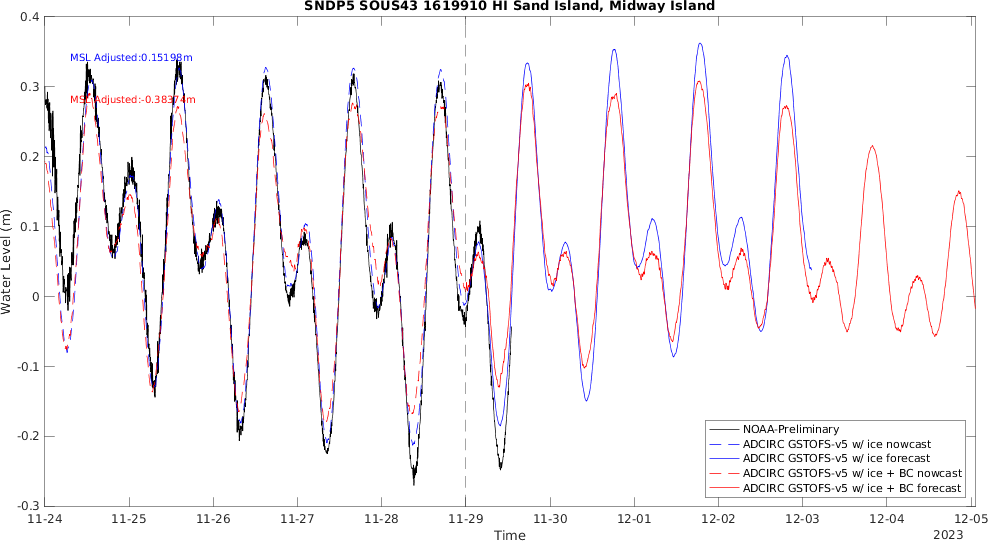 SNDP5 SOUS43 1619910 HI Sand Island, Midway Island
MSL Adjusted:0.15198m
MSL Adjusted:-0.38374m
Water Level (m)
0.4
0.3
0.2
0.1
0
-0.1
-0.2
-0.3
NOAA-Preliminary
ADCIRC GSTOFS-v5 w/ ice nowcast
ADCIRC GSTOFS-v5 w/ ice forecast
ADCIRC GSTOFS-v5 w/ ice + BC nowcast
ADCIRC GSTOFS-v5 w/ ice + BC forecast
11-24 11-25 11-26 11-27 11-28 11-29 11-30 12-01 12-02 12-03 12-04 12-05
Time
2023